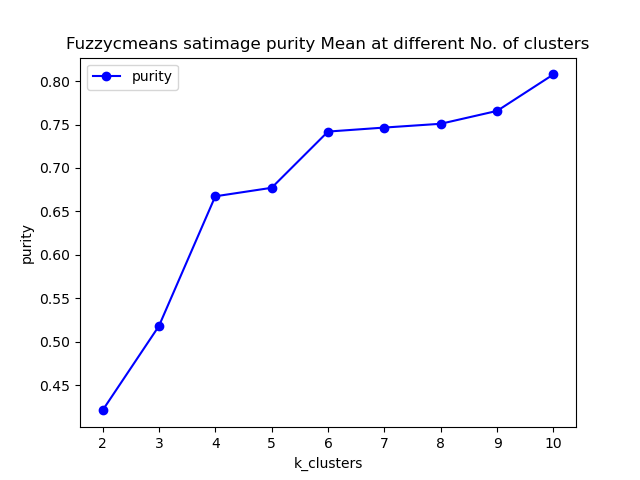 Fuzzycmeans satimage purity Mean at different No. of clusters
purity
0.80
0.75
0.70
0.65
0.60
0.55
0.50
0.45
purity
2 3 4 5 6 7 8 9 10
k_clusters